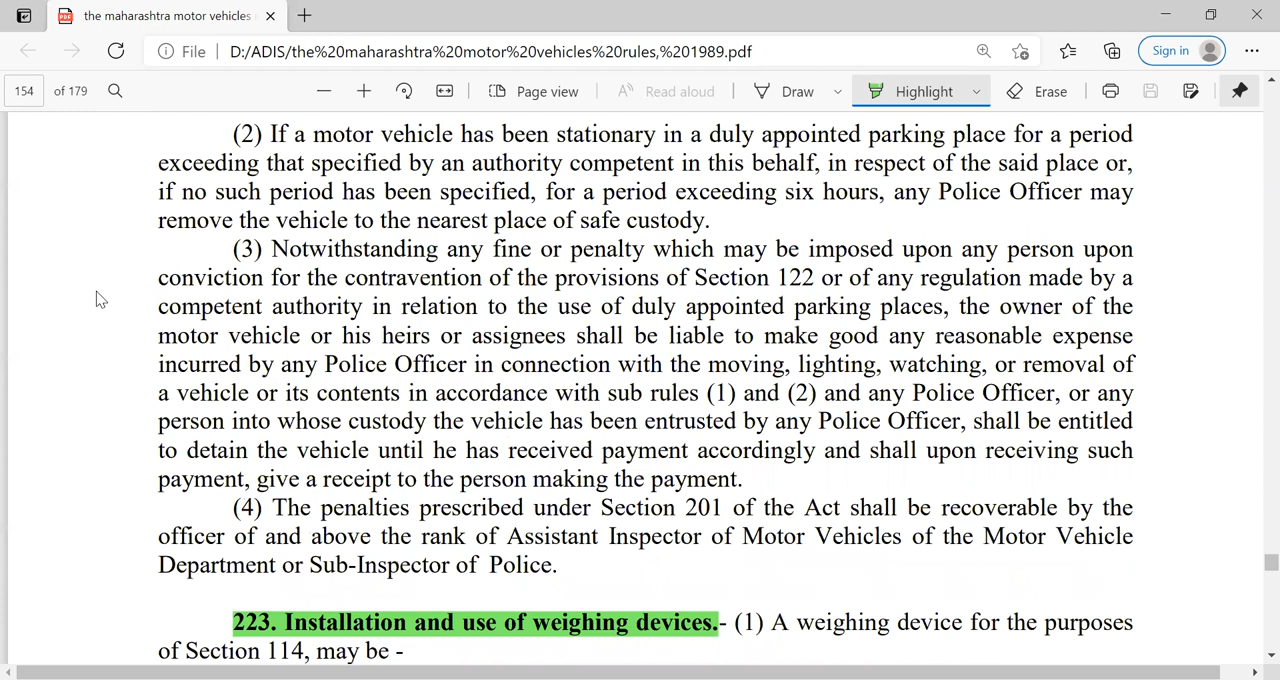 the maharashtra motor vehicles
File
D:/ADIS/the%20maharashtra%20motor%20vehicles%20rules,%201989.pdf
Sign in
154 of 179
Page view
Read aloud
Draw
Highlight
Erase
(2) If a motor vehicle has been stationary in a duly appointed parking place for a period
exceeding that specified by an authority competent in this behalf, in respect of the said place or,
if no such period has been specified, for a period exceeding six hours, any Police Officer may
remove the vehicle to the nearest place of safe custody.
(3) Notwithstanding any fine or penalty which may be imposed upon any person upon
conviction for the contravention of the provisions of Section 122 or of any regulation made by a
competent authority in relation to the use of duly appointed parking places, the owner of the
motor vehicle or his heirs or assignees shall be liable to make good any reasonable expense
incurred by any Police Officer in connection with the moving, lighting, watching, or removal of
a vehicle or its contents in accordance with sub rules (1) and (2) and any Police Officer, or any
person into whose custody the vehicle has been entrusted by any Police Officer, shall be entitled
to detain the vehicle until he has received payment accordingly and shall upon receiving such
payment, give a receipt to the person making the payment.
(4) The penalties prescribed under Section 201 of the Act shall be recoverable by the
officer of and above the rank of Assistant Inspector of Motor Vehicles of the Motor Vehicle
Department or Sub-Inspector of Police.
223. Installation and use of weighing devices.- (1) A weighing device for the purposes
of Section 114, may be -